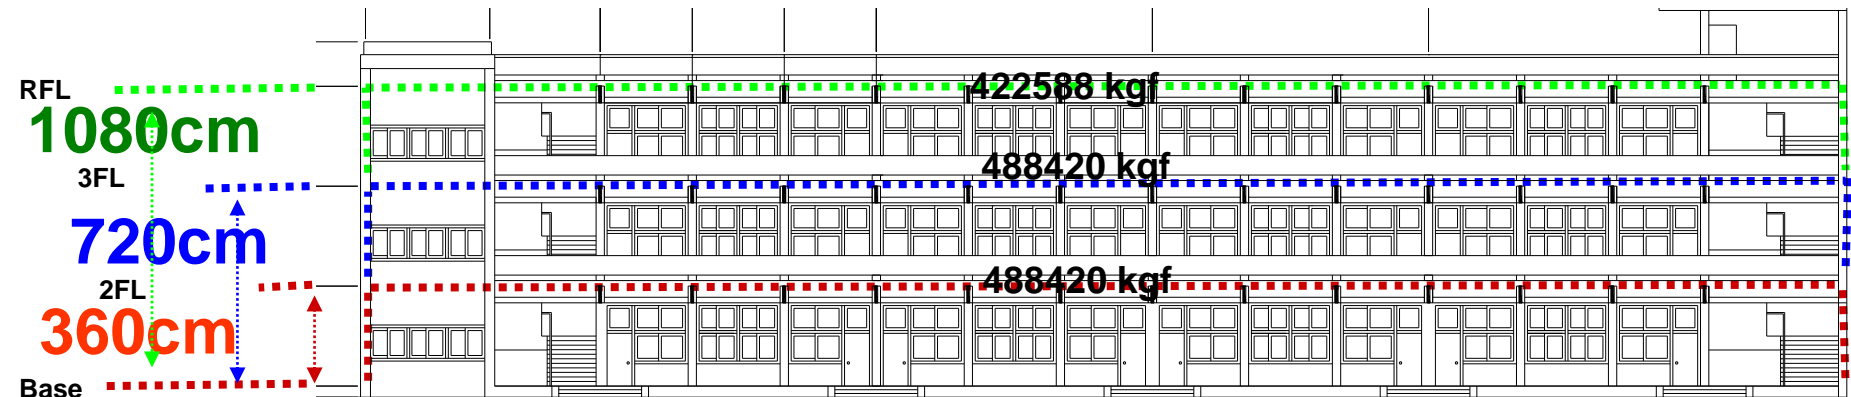 RFL
422588 kgf
1080cm
3FL
488420 kgf
720cm
2FL
488420 kgf
360cm
Base